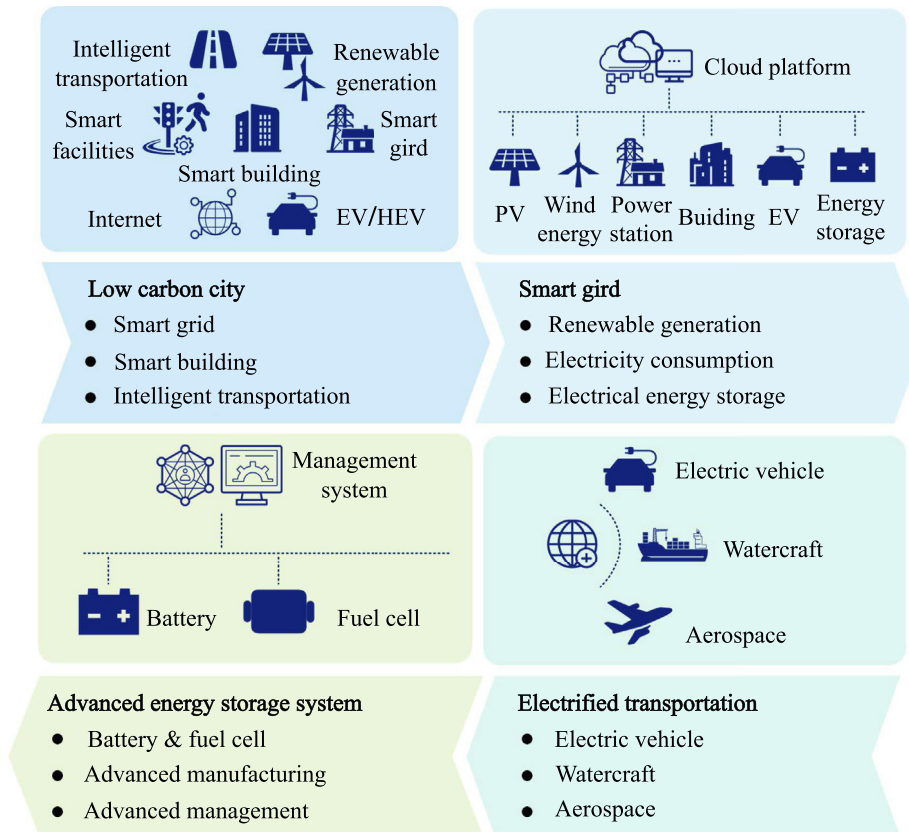 Intelligent
transportation
Renewable
generation
Smart
facilities
Smart
gird
Smart building
Internet
EV/HEV
Cloud platform
PV
Wind
energy
Power
station
Buiding
EV
Energy
storage
Low carbon city
● Smart grid
● Smart building
● Intelligent transportation
Smart gird
● Renewable generation
● Electricity consumption
● Electrical energy storage
Management
system
Battery
Fuel cell
Electric vehicle
Watercraft
Aerospace
Advanced energy storage system
● Battery & fuel cell
● Advanced manufacturing
● Advanced management
Electrified transportation
● Electric vehicle
● Watercraft
● Aerospace